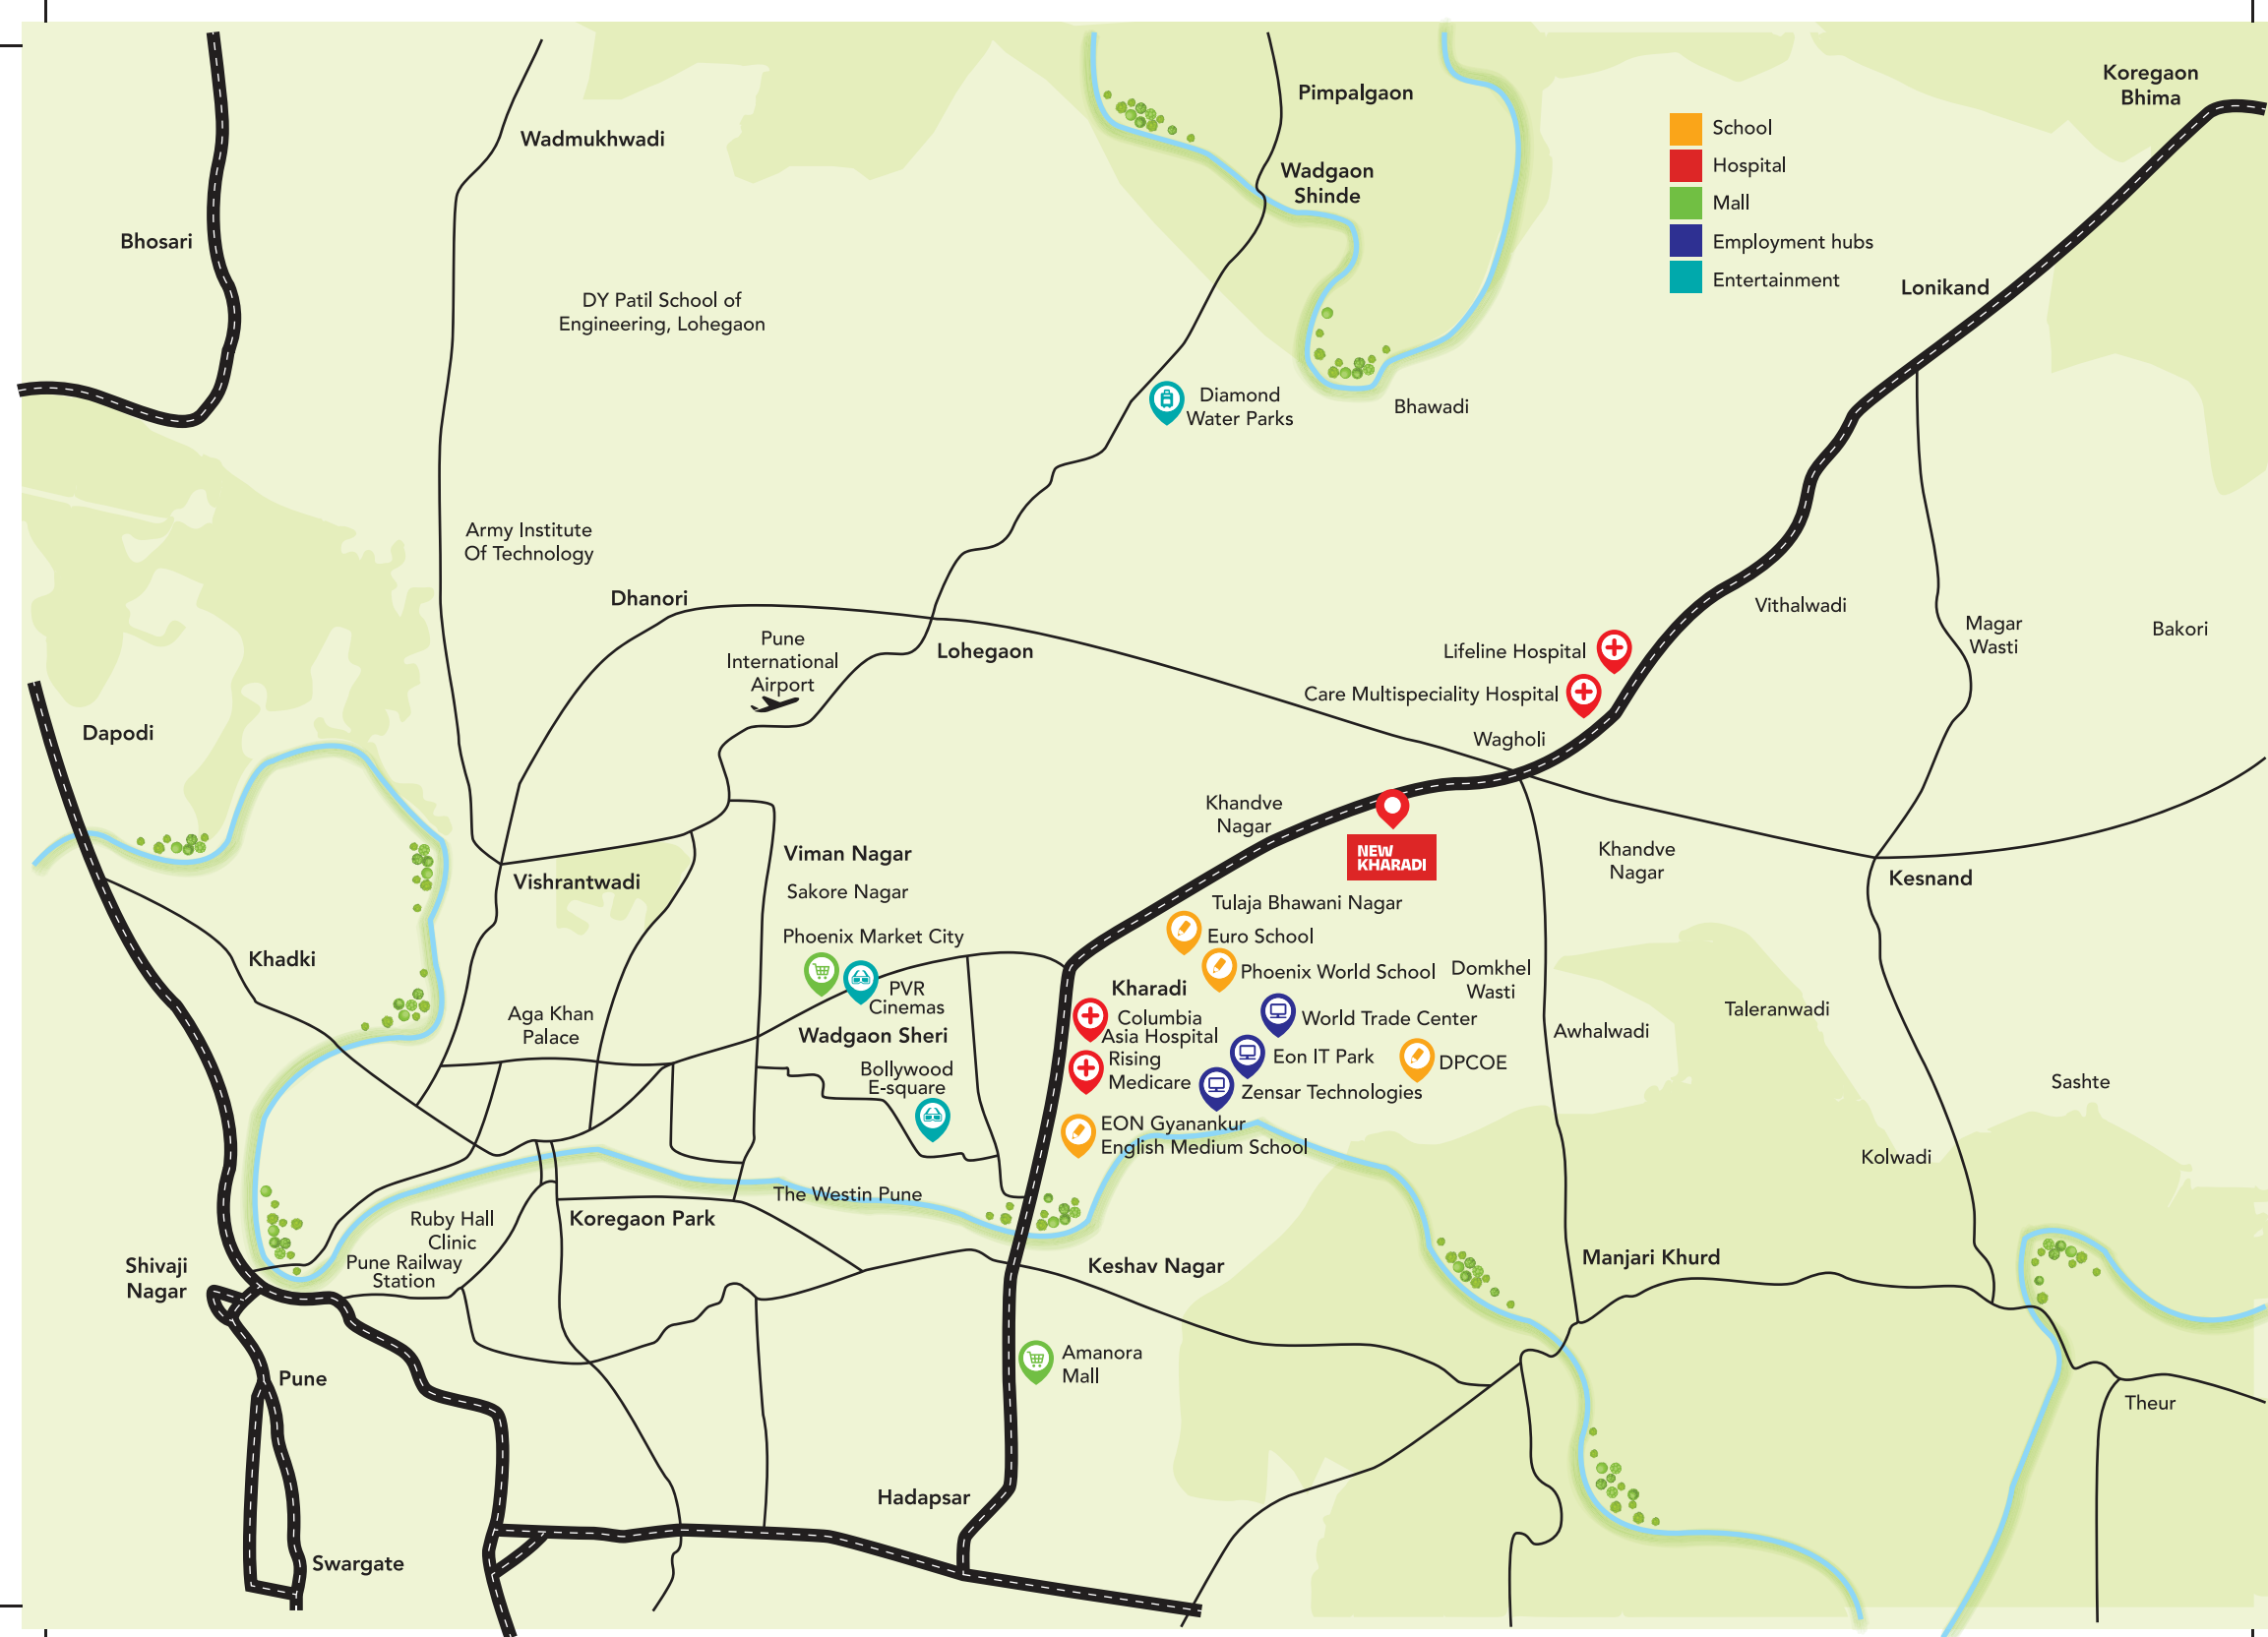 Koregaon
Bhima
Pimpalgaon
School
Wadmukhwadi
Hospital
Wadgaon
Shinde
Mall
Bhosari
Employment hubs
Entertainment
Lonikand
DY Patil School of
Engineering, Lohegaon
Diamond
Water Parks
Bhawadi
Army Institute
Of Technology
Dhanori
Vithalwadi
Magar
Wasti
Bakori
Pune
International
Airport
Lohegaon
Lifeline Hospital
Care Multispeciality Hospital
Dapodi
Wagholi
Khandve
Nagar
NEW
KHARADI
Khandve
Nagar
Viman Nagar
Vishrantwadi
Sakore Nagar
Kesnand
Tulaja Bhawani Nagar
Phoenix Market City
Euro School
Khadki
Phoenix World School
Domkhel
Wasti
PVR
Cinemas
Kharadi
Aga Khan
Palace
Columbia
Asia Hospital
World Trade Center
Taleranwadi
Awhalwadi
Wadgaon Sheri
Rising
Medicare
Eon IT Park
DPCOE
Bollywood
E-square
Zensar Technologies
Sashte
EON Gyanankur
English Medium School
Kolwadi
The Westin Pune
Ruby Hall
Clinic
Koregaon Park
Pune Railway
Station
Shivaji
Nagar
Keshav Nagar
Manjari Khurd
Amanora
Mall
Pune
Theur
Hadapsar
Swargate